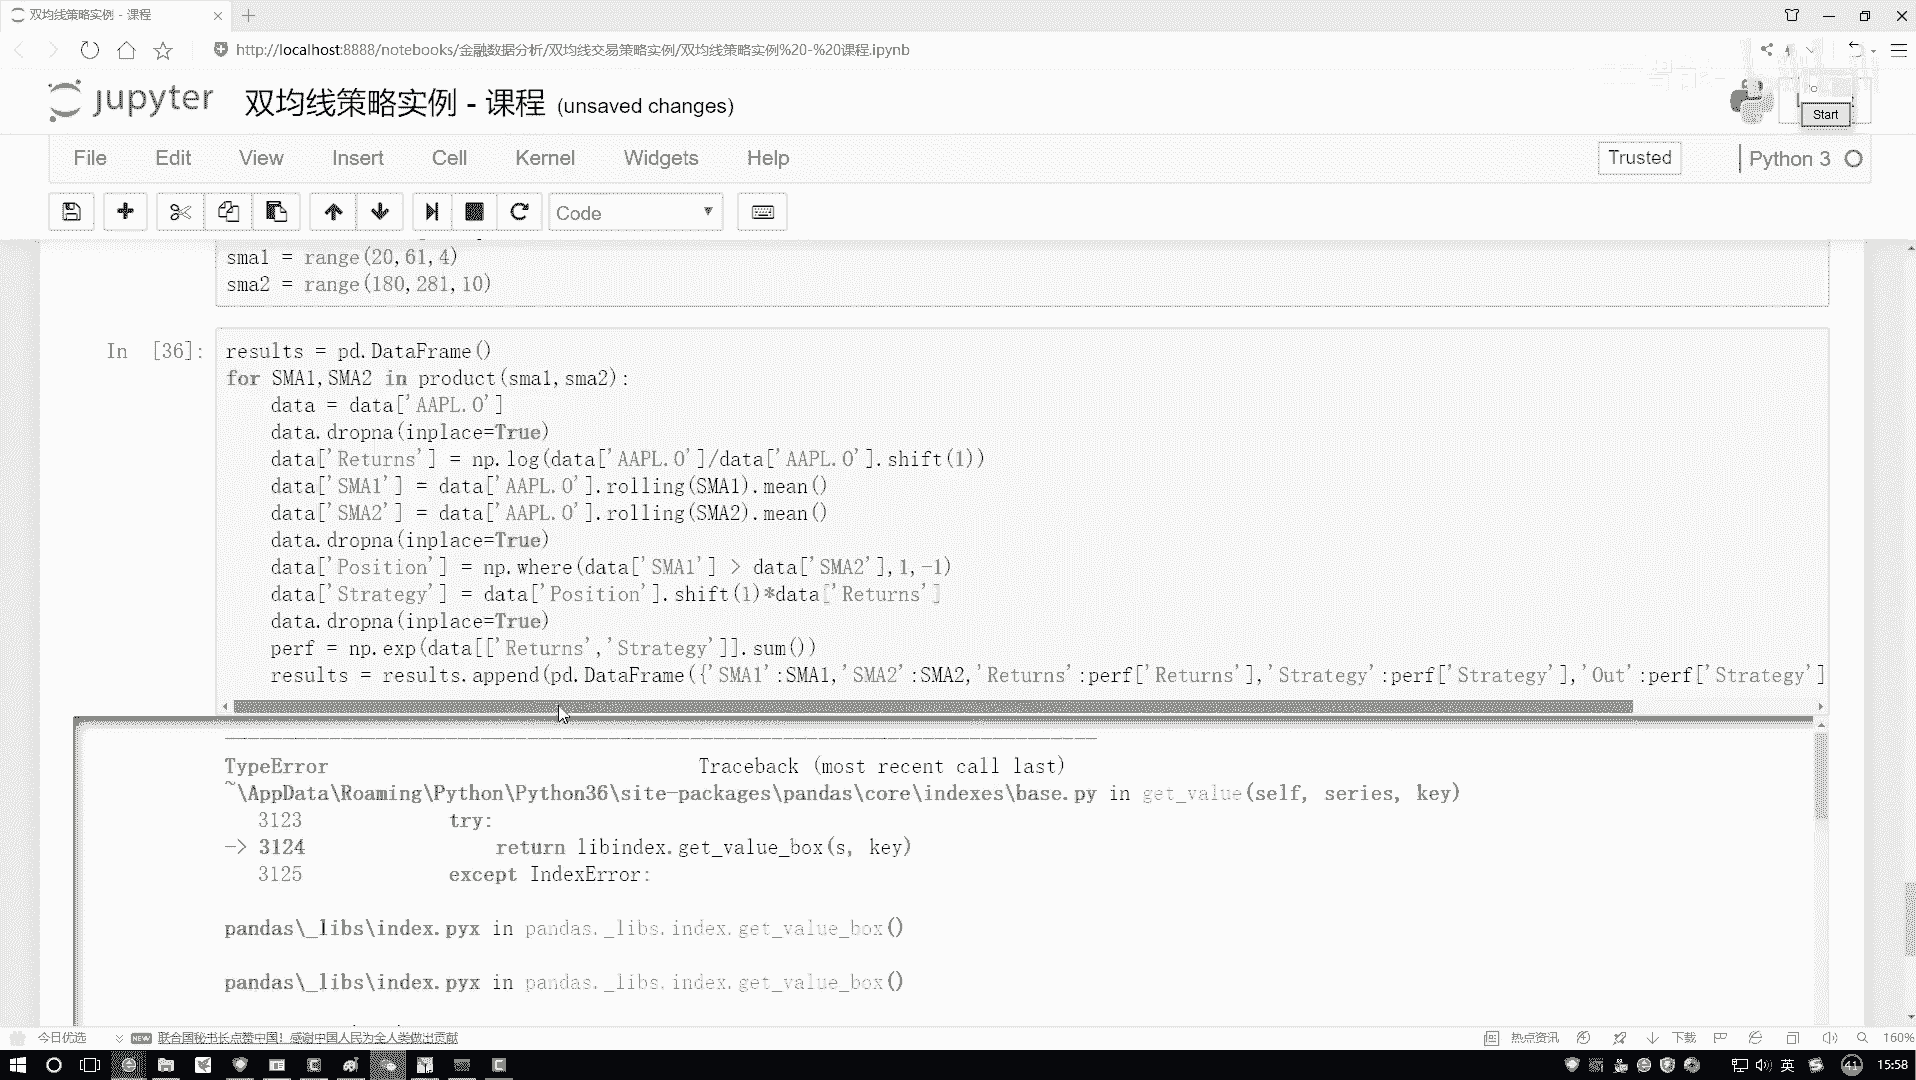 双均线策略实例 - 课程
http://localhost:8888/notebooks/金融数据分析/双均线交易策略实例/双均线策略实例%20-%20课程.ipynb
jupyter 双均线策略实例 - 课程 (unsaved changes)
Start
File Edit View Insert Cell Kernel Widgets Help
Trusted
Python 3
Code
sma1 = range(20,61,4)
sma2 = range(180,281,10)
In [36]:
results = pd.DataFrame()
for SMA1,SMA2 in product(sma1,sma2):
data = data['AAPL.O']
data.dropna(inplace=True)
data['Returns'] = np.log(data['AAPL.O']/data['AAPL.O'].shift(1))
data['SMA1'] = data['AAPL.O'].rolling(SMA1).mean()
data['SMA2'] = data['AAPL.O'].rolling(SMA2).mean()
data.dropna(inplace=True)
data['Position'] = np.where(data['SMA1'] > data['SMA2'],1,-1)
data['Strategy'] = data['Position'].shift(1)*data['Returns']
data.dropna(inplace=True)
perf = np.exp(data[['Returns','Strategy']].sum())
results = results.append(pd.DataFrame({'SMA1':SMA1,'SMA2':SMA2,'Returns':perf['Returns'],'Strategy':perf['Strategy'],'Out':perf['Strategy']
TypeError Traceback (most recent call last)
~\AppData\Roaming\Python\Python36\site-packages\pandas\core\indexes\base.py in get_value(self, series, key)
3123 try:
-> 3124 return libindex.get_value_box(s, key)
3125 except IndexError:
pandas\_libs\index.pyx in pandas._libs.index.get_value_box()
pandas\_libs\index.pyx in pandas._libs.index.get_value_box()
今日优选
NEW 联合国秘书长点赞中国！感谢中国人民为全人类做出贡献
热点资讯
下载
160%
英
41
15:58